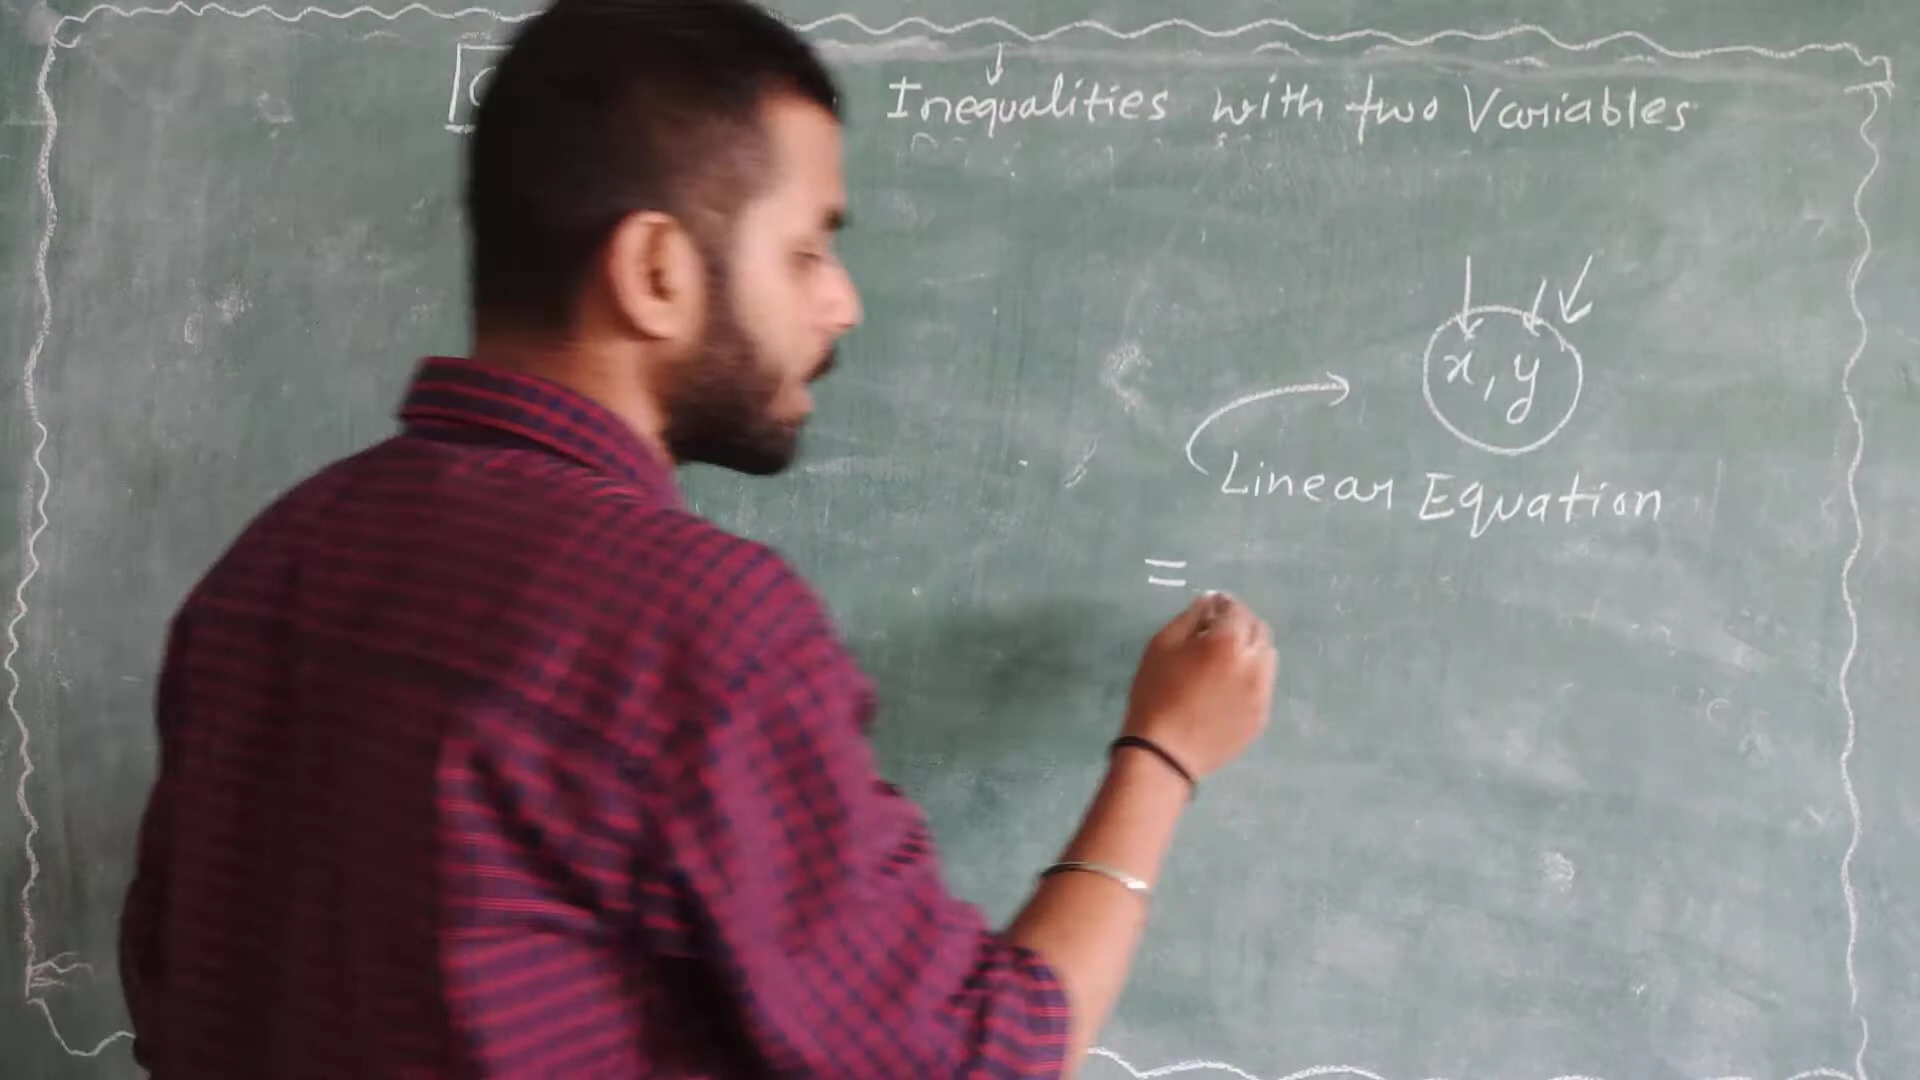 Inequalities with two Variables
x, y
Linear Equation
=